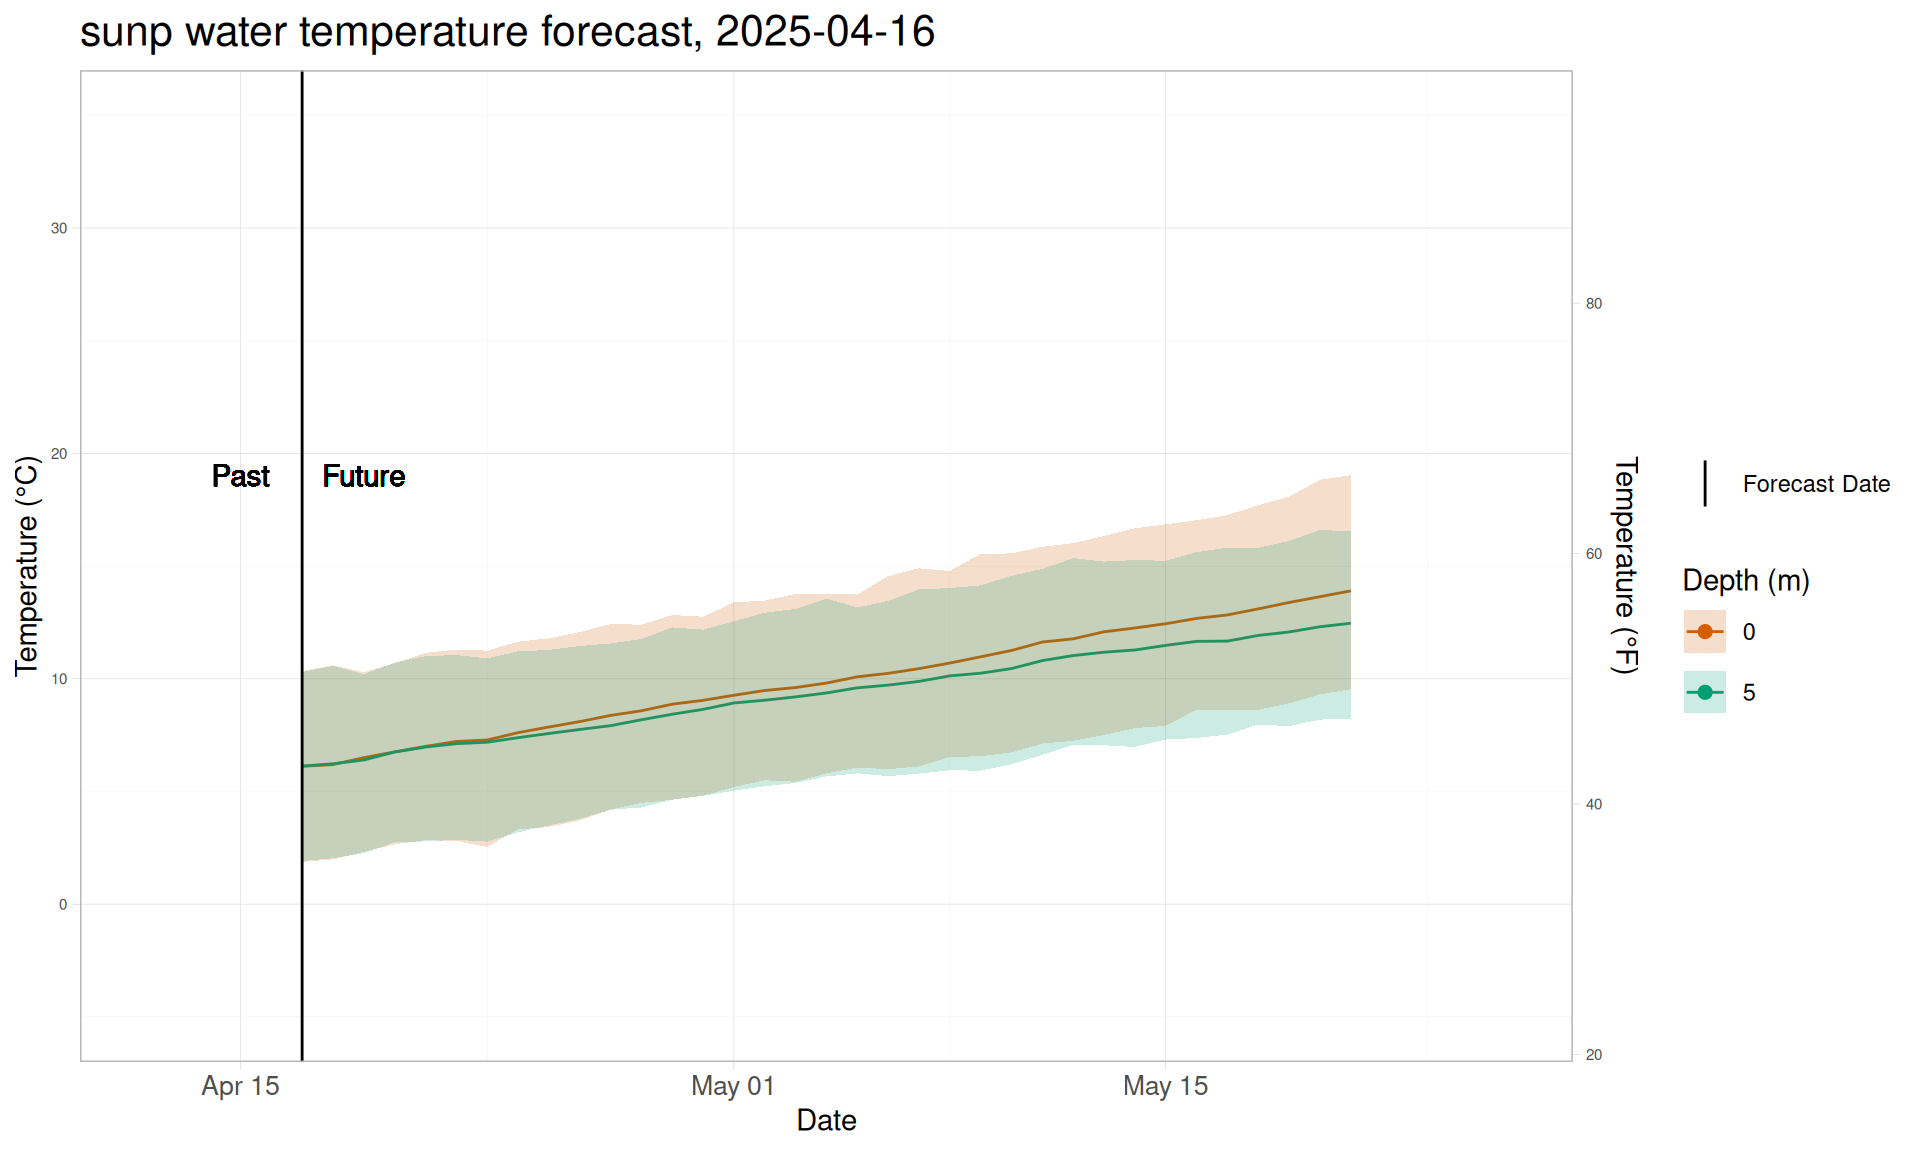 sunp water temperature forecast, 2025-04-16
Temperature (°C)
30
20
10
0
Past
Future
80
60
40
20
Temperature (°F)
Apr 15
May 01
May 15
Date
Forecast Date
Depth (m)
0
5